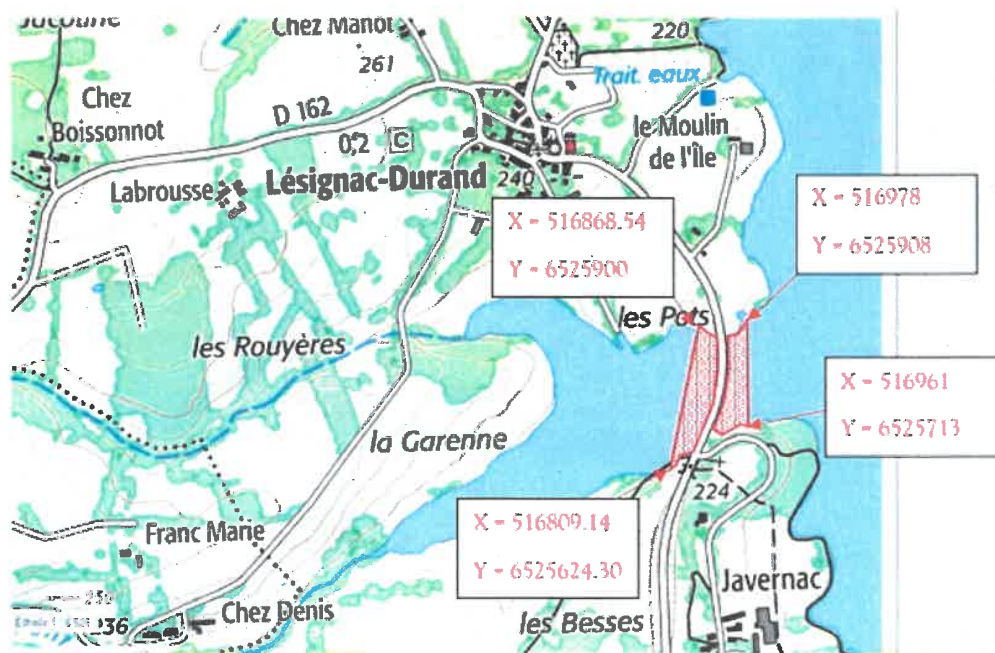 Chez Manot
220
261
Trait. eaux
Chez
Boissonnot
D 162
0,2
C
le Moulin
de l'Île
Labrousse
Lésignac-Durand
240
X = 516868.54
Y = 6525900
X = 516978
Y = 6525908
les Pots
les Rouyères
X = 516961
Y = 6525713
la Garenne
224
X = 516809.14
Y = 6525624.30
Franc Marie
Javernac
Chez Denis
les Besses